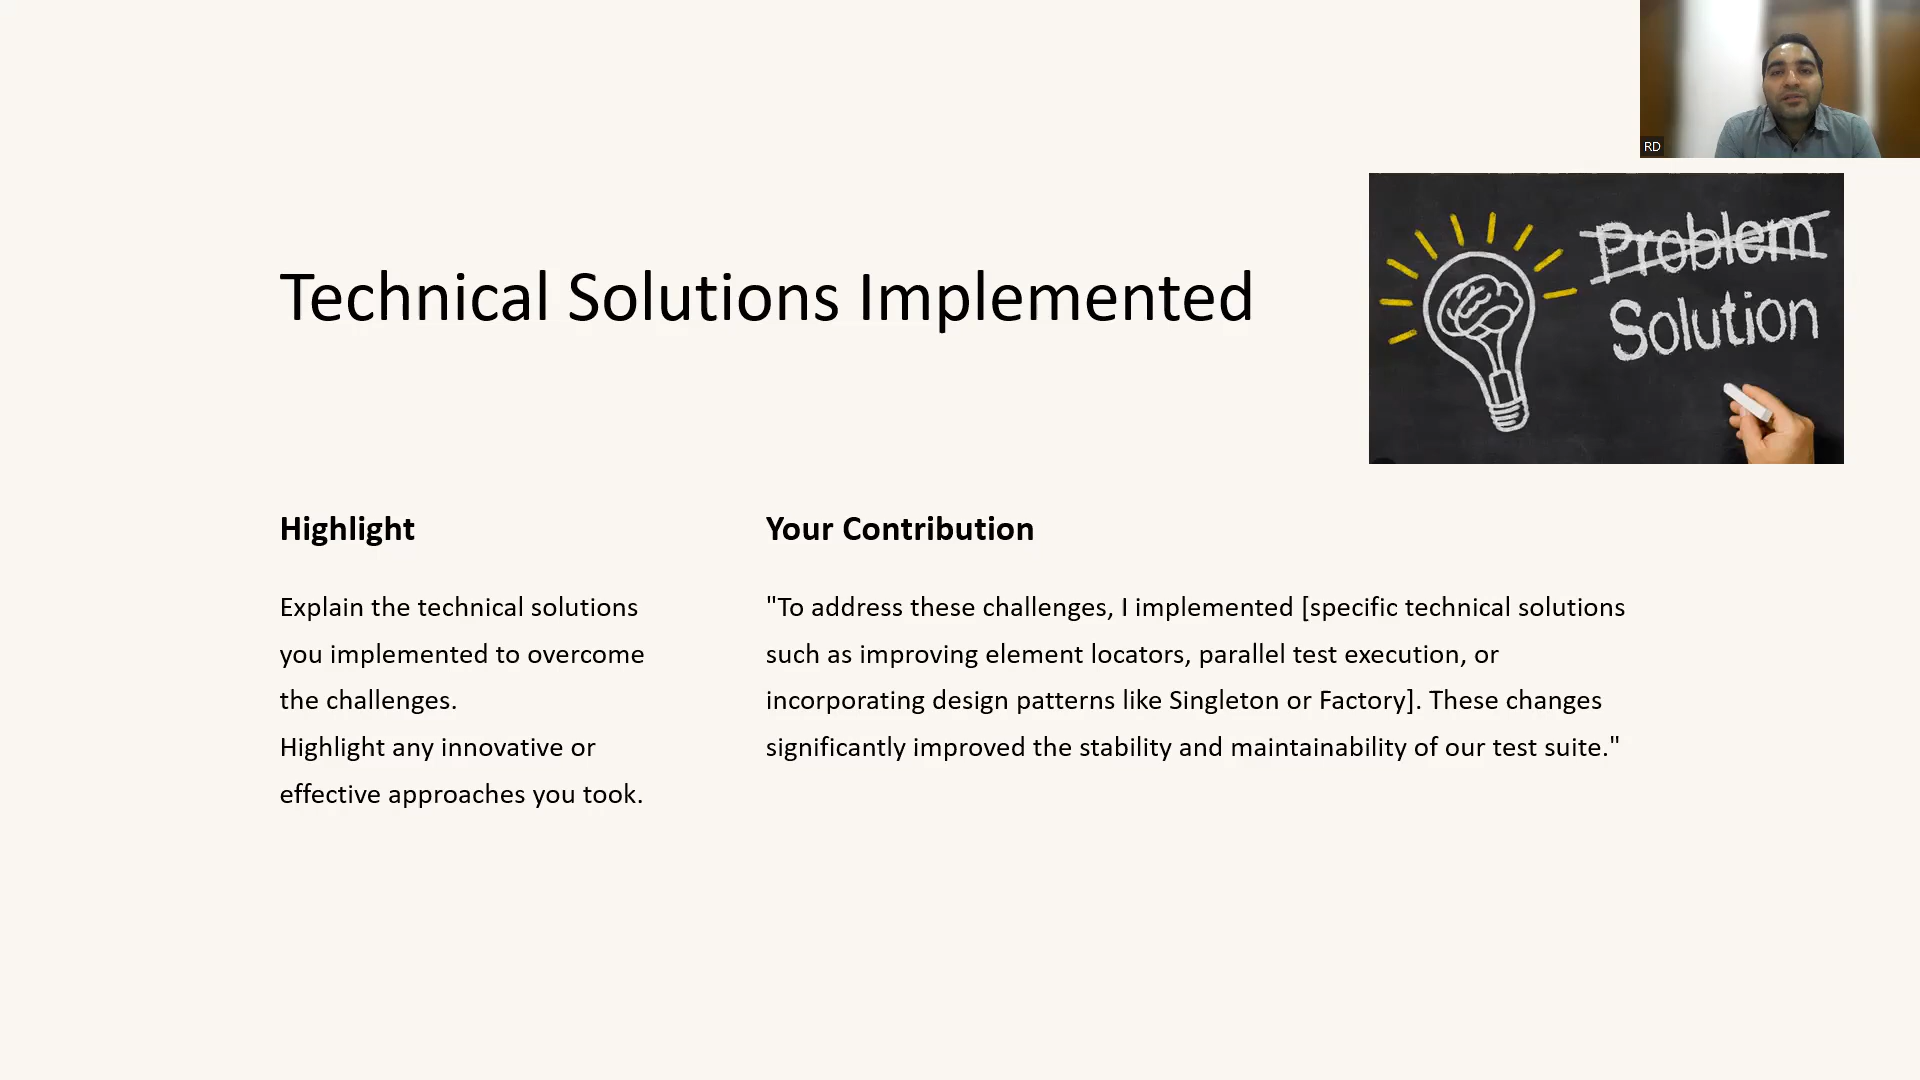 RD
Problem
Solution
Technical Solutions Implemented
Highlight
Explain the technical solutions
you implemented to overcome
the challenges.
Highlight any innovative or
effective approaches you took.
Your Contribution
"To address these challenges, I implemented [specific technical solutions
such as improving element locators, parallel test execution, or
incorporating design patterns like Singleton or Factory]. These changes
significantly improved the stability and maintainability of our test suite."